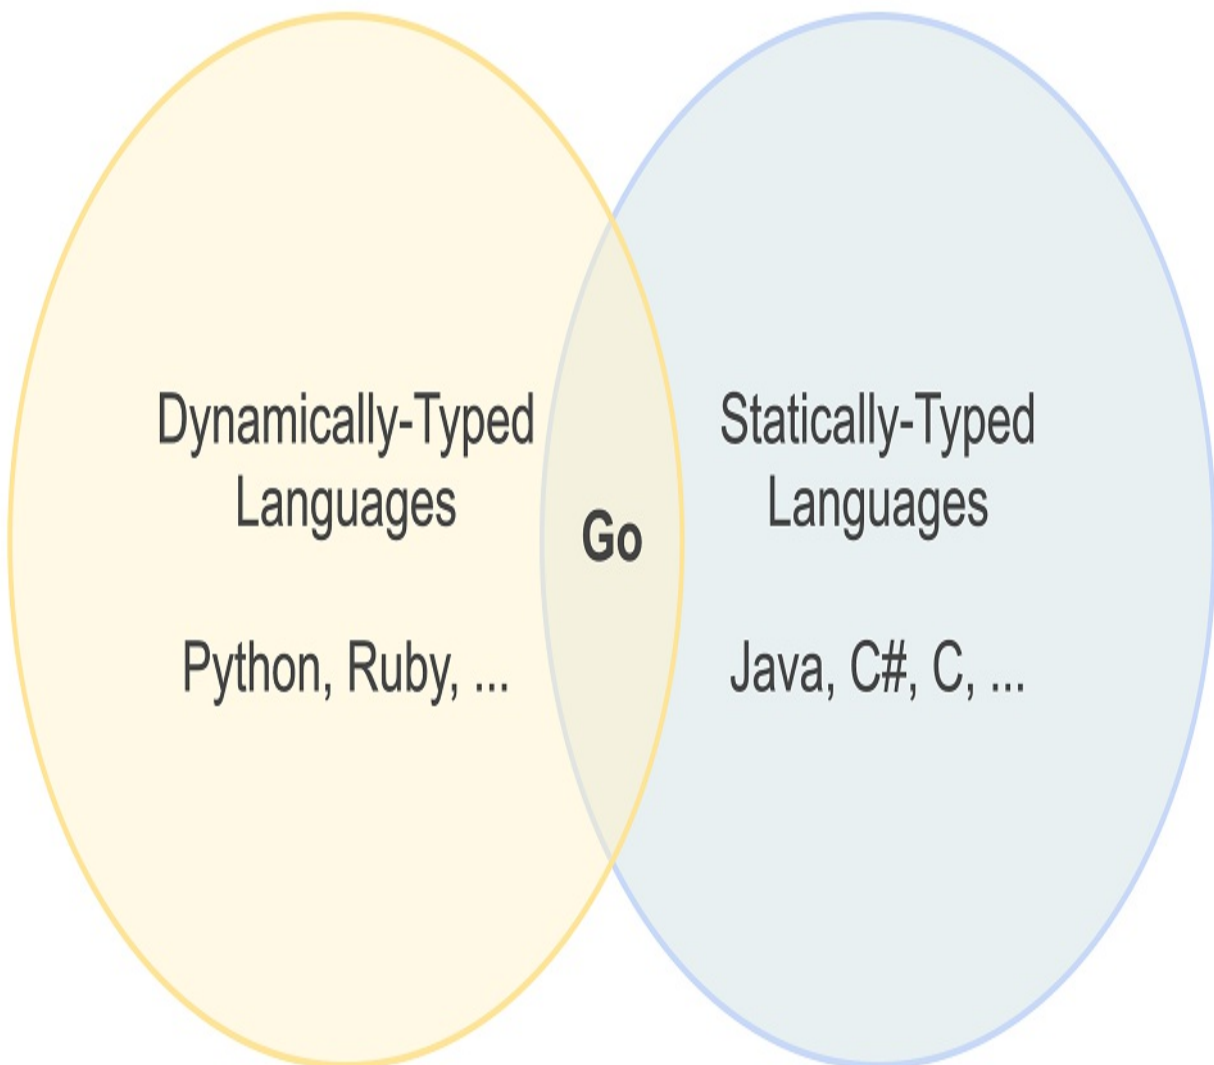 Dynamically-Typed
Languages
Python, Ruby, ...
Go
Statically-Typed
Languages
Java, C#, C, ...